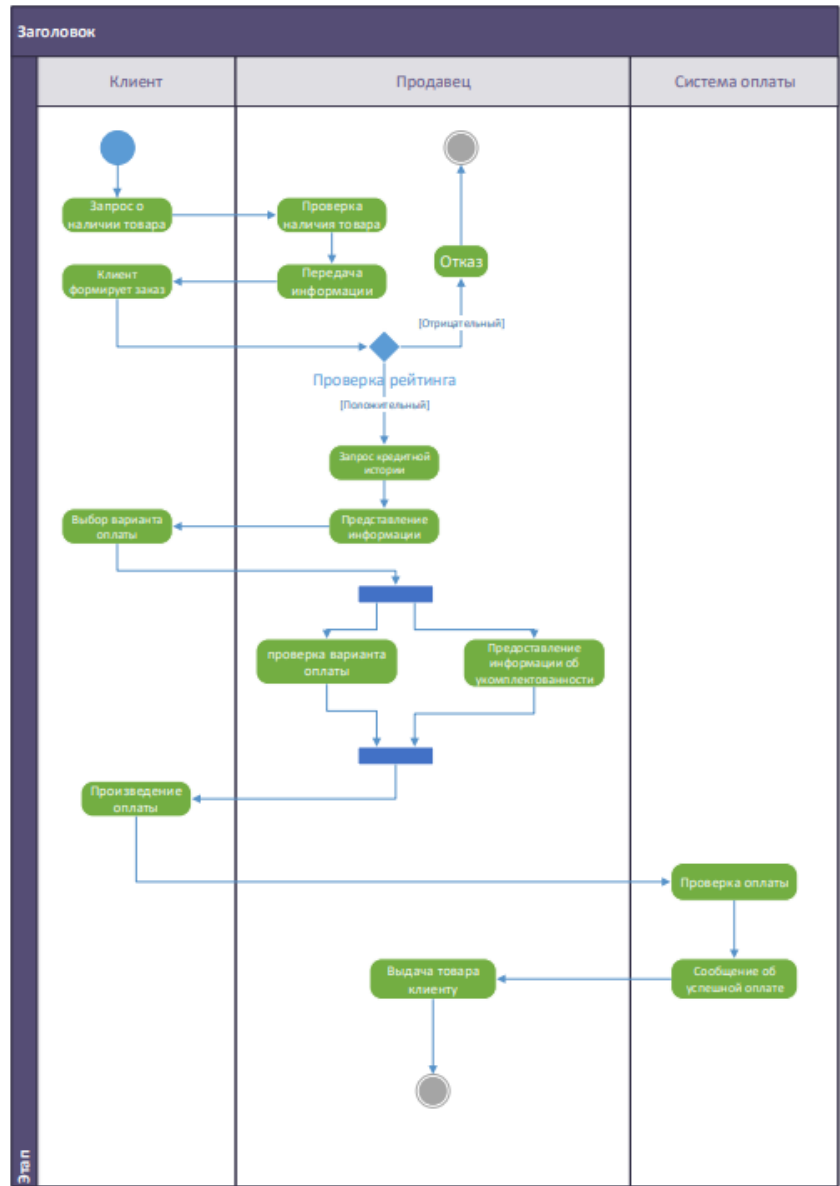 Заголовок
Клиент
Продавец
Система оплаты
Запрос о
наличии товара
Проверка
наличия товара
Отказ
Клиент
формирует заказ
Передача
информации
[Отрицательный]
Проверка рейтинга
[Положительный]
Запрос кредитной
истории
Выбор варианта
оплаты
Представление
информации
проверка варианта
оплаты
Предоставление
информации об
укомплектованности
Произведение
оплаты
Проверка оплаты
Выдача товара
клиенту
Сообщение об
успешной оплате
Этап